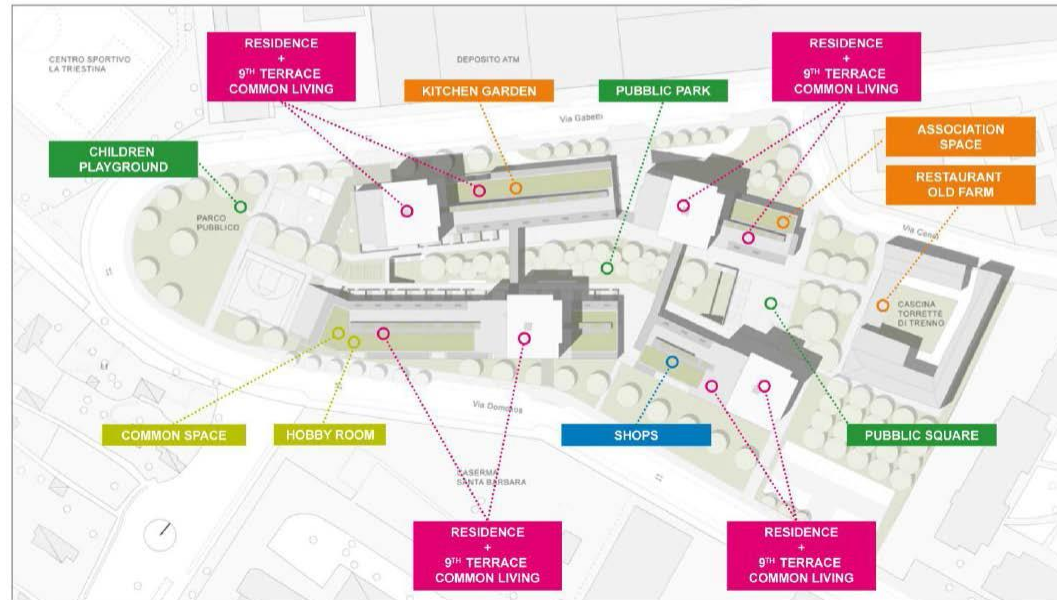 CENTRO SPORTIVO
LA TRIESTINA
RESIDENCE
+
9TH TERRACE
COMMON LIVING
DEPOSITO ATM
RESIDENCE
+
9TH TERRACE
COMMON LIVING
KITCHEN GARDEN
PUBBLIC PARK
Via Gabetti
ASSOCIATION
SPACE
CHILDREN
PLAYGROUND
RESTAURANT
OLD FARM
PARCO
PUBBLICO
Via Cenni
CASCINA
TORRETTE
DI TRENNO
Via Domokos
COMMON SPACE
HOBBY ROOM
SHOPS
PUBBLIC SQUARE
CASERMA
SANTA BARBARA
RESIDENCE
+
9TH TERRACE
COMMON LIVING
RESIDENCE
+
9TH TERRACE
COMMON LIVING